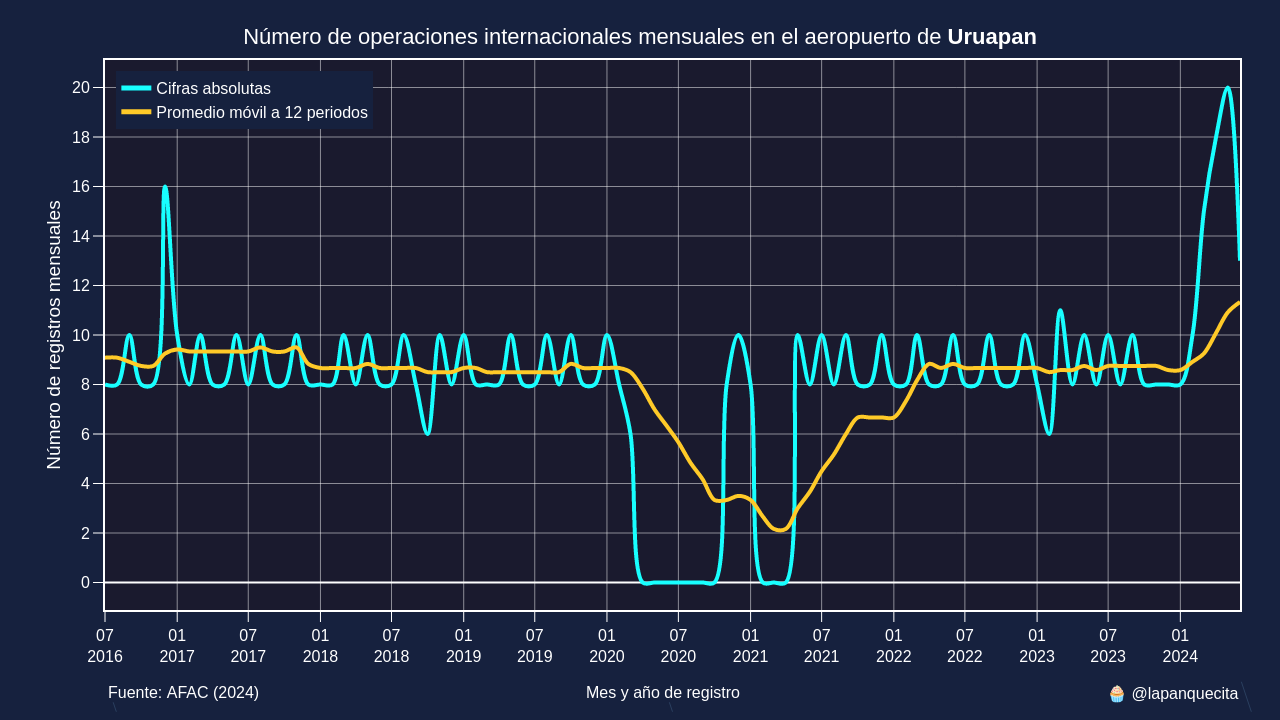 Número de operaciones internacionales mensuales en el aeropuerto de Uruapan
Cifras absolutas
Promedio móvil a 12 periodos
Número de registros mensuales
20
18
16
14
12
10
8
6
4
2
0
07 01 07 01 07 01 07 01 07 01 07 01 07 01 07 01
2016 2017 2017 2018 2018 2019 2019 2020 2020 2021 2021 2022 2022 2023 2023 2024
Fuente: AFAC (2024) Mes y año de registro 🧁 @lapanquecita